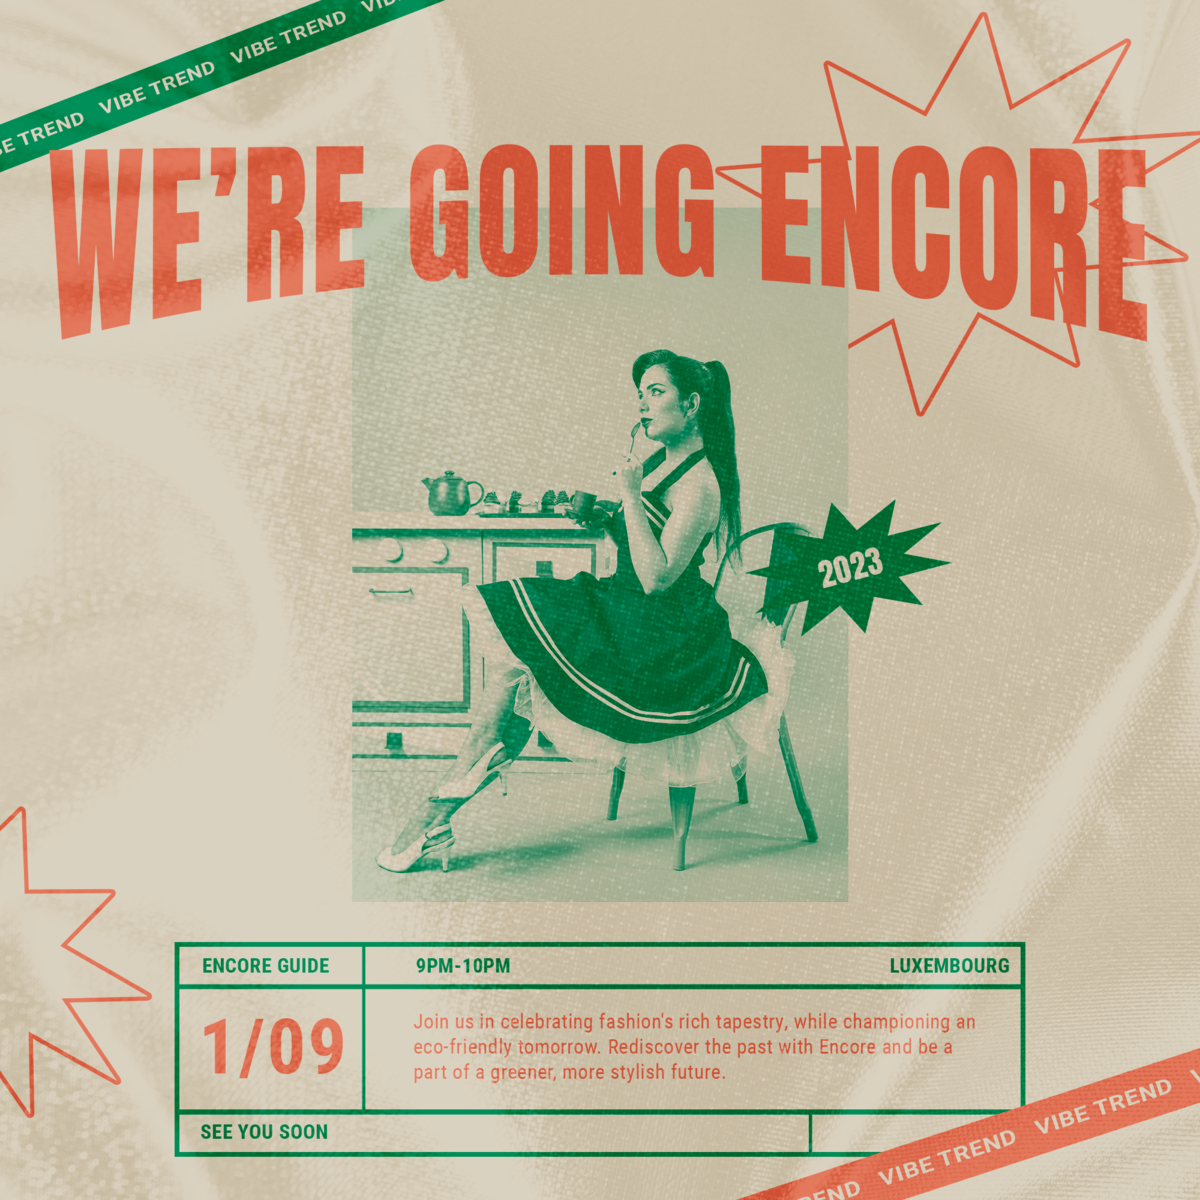 VIBE TREND VIBE TREND
WE'RE GOING ENCORE
2023
ENCORE GUIDE
9PM-10PM
LUXEMBOURG
1/09
Join us in celebrating fashion's rich tapestry, while championing an
eco-friendly tomorrow. Rediscover the past with Encore and be a
part of a greener, more stylish future.
SEE YOU SOON
VIBE TREND VIBE TREND